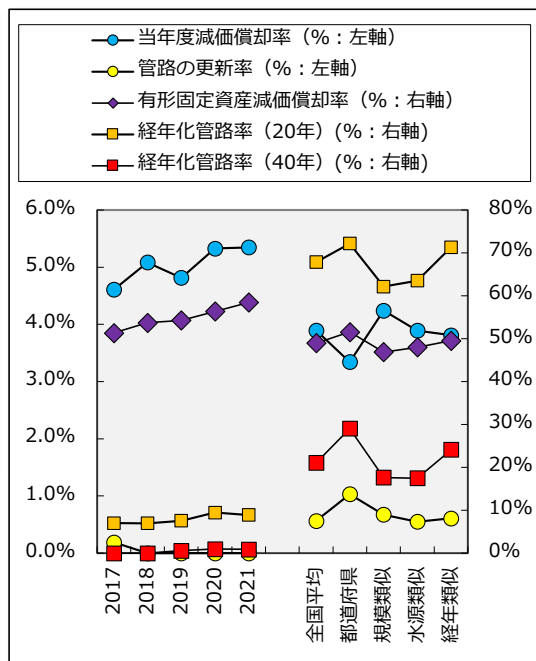 当年度減価償却率（%：左軸）
管路の更新率（%：左軸）
有形固定資産減価償却率（%：右軸）
経年化管路率（20年）(%：右軸)
経年化管路率（40年）(%：右軸)
6.0%
5.0%
4.0%
3.0%
2.0%
1.0%
0.0%
80%
70%
60%
50%
40%
30%
20%
10%
0%
2017
2018
2019
2020
2021
全国平均
都道府県
規模類似
水源類似
経年類似